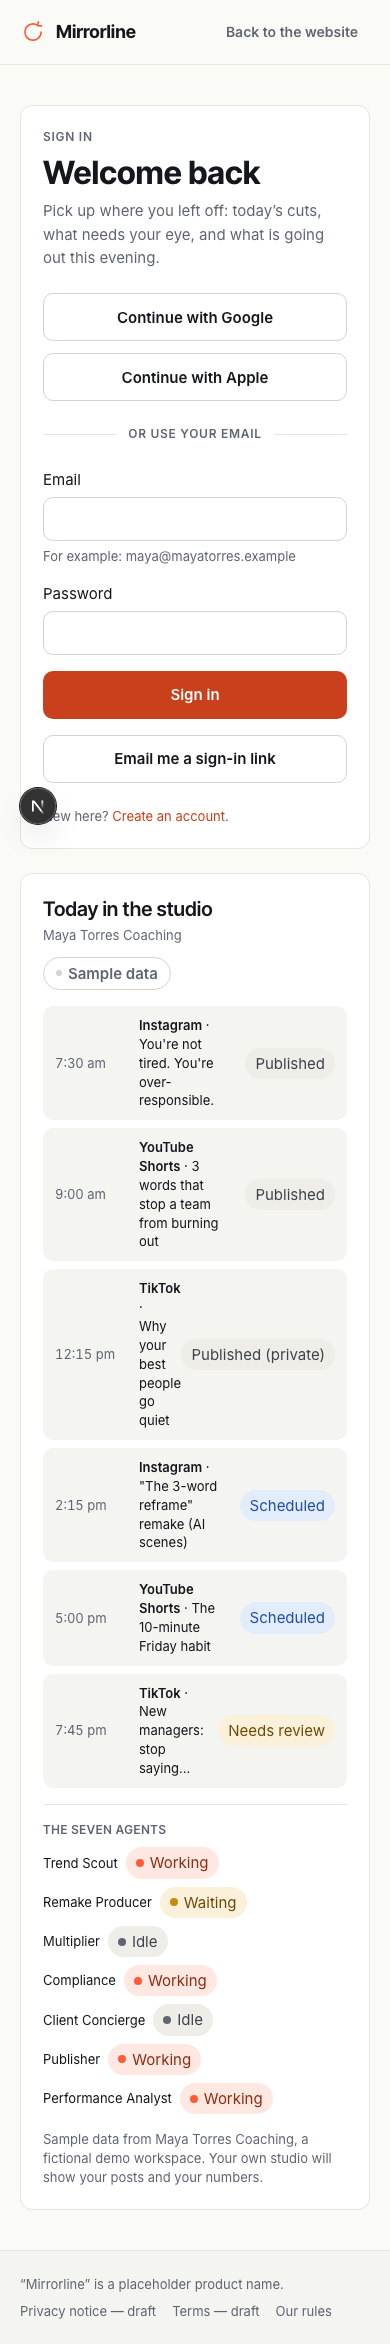 Mirrorline
Back to the website
SIGN IN
Welcome back
Pick up where you left off: today’s cuts,
what needs your eye, and what is going
out this evening.
Continue with Google
Continue with Apple
OR USE YOUR EMAIL
Email
For example: maya@mayatorres.example
Password
Sign in
Email me a sign-in link
N
ew here? Create an account.
Today in the studio
Maya Torres Coaching
Sample data
7:30 am
Instagram ·
You're not
tired. You're
over-
responsible.
Published
9:00 am
YouTube
Shorts · 3
words that
stop a team
from burning
out
Published
12:15 pm
TikTok
·
Why
your
best
people
go
quiet
Published (private)
2:15 pm
Instagram ·
"The 3-word
reframe"
remake (AI
scenes)
Scheduled
5:00 pm
YouTube
Shorts · The
10-minute
Friday habit
Scheduled
7:45 pm
TikTok ·
New
managers:
stop
saying...
Needs review
THE SEVEN AGENTS
Trend Scout Working
Remake Producer Waiting
Multiplier Idle
Compliance Working
Client Concierge Idle
Publisher Working
Performance Analyst Working
Sample data from Maya Torres Coaching, a
fictional demo workspace. Your own studio will
show your posts and your numbers.
“Mirrorline” is a placeholder product name.
Privacy notice — draft Terms — draft Our rules